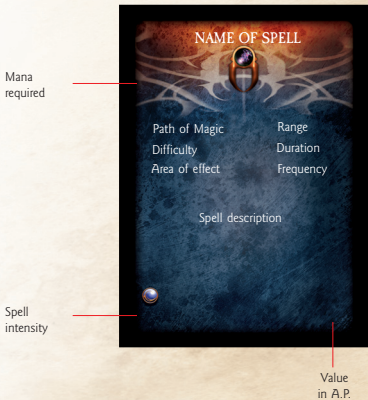 NAME OF SPELL
Mana
required
Path of Magic
Range
Difficulty
Duration
Area of effect
Frequency
Spell description
Spell
intensity
Value
in A.P.